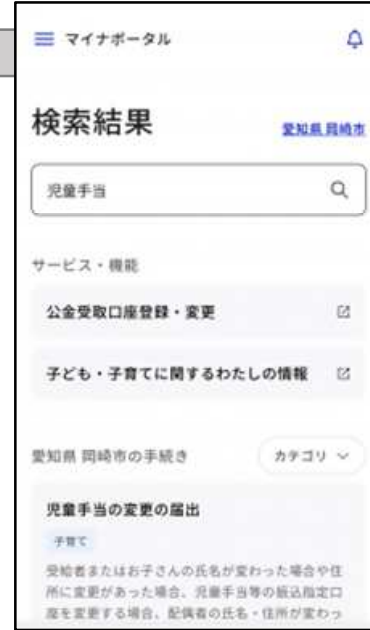 マイナポータル
検索結果
愛知県 岡崎市
児童手当
サービス・機能
公金受取口座登録・変更
子ども・子育てに関するわたしの情報
愛知県 岡崎市の手続き
カテゴリ
児童手当の変更の届出
子育て
受給者またはお子さんの氏名が変わった場合や住
所に変更があった場合、児童手当等の振込指定口
座を変更する場合、配偶者の氏名・住所が変わっ